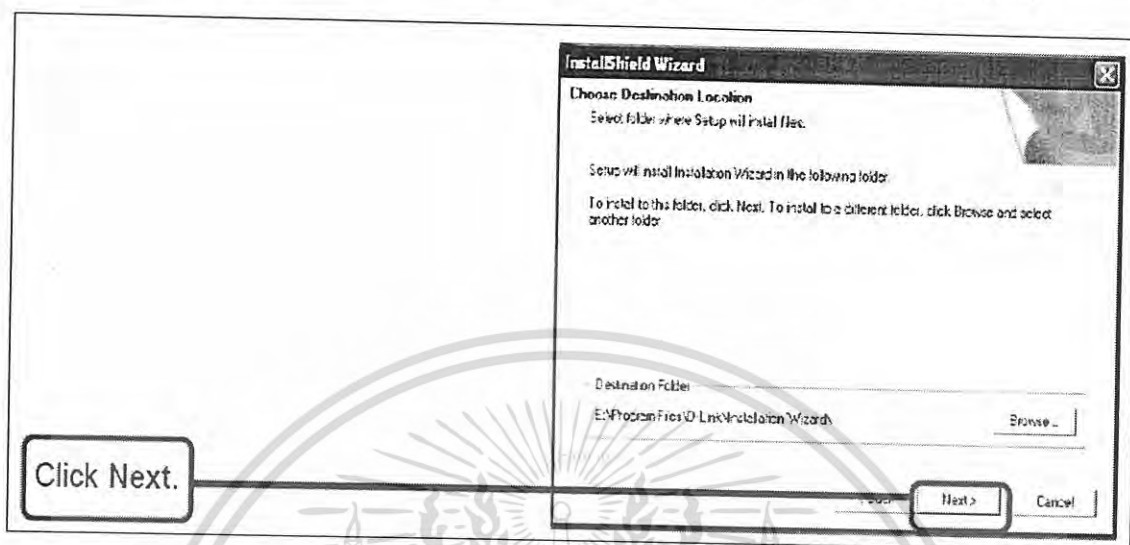 InstallShield Wizard
Choose Destination Location
Select folder where Setup will install files.
Setup will install Installation Wizard in the following folder.
To install to this folder, click Next. To install to a different folder, click Browse and select
another folder
Destination Folder
E:\Program Files\D-Link\Installation Wizard\
Browse...
Click Next.
Next >
Cancel